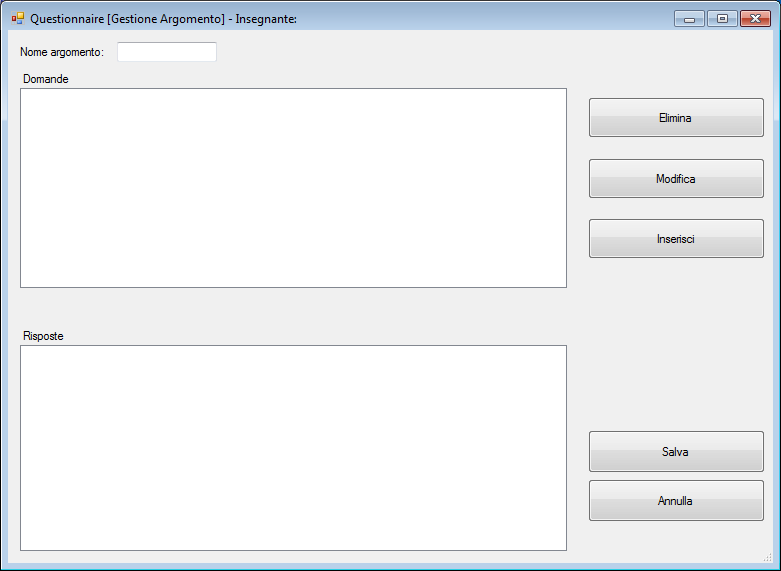 Questionnaire [Gestione Argomento] - Insegnante:
Nome argomento:
Domande
Elimina
Modifica
Inserisci
Risposte
Salva
Annulla